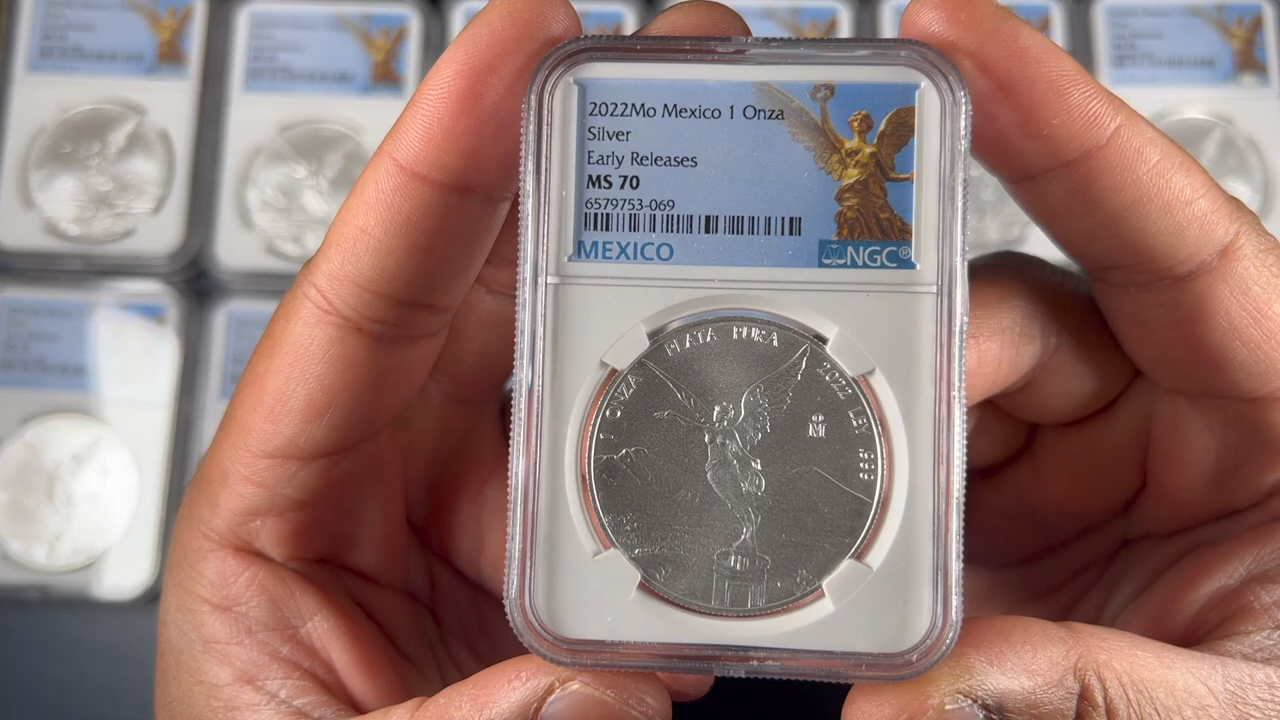 2022Mo Mexico 1 Onza
Silver
Early Releases
MS 70
6579753-069
MEXICO
NGC®
1 ONZA PLATA PURA 2022 LEY .999
Mo